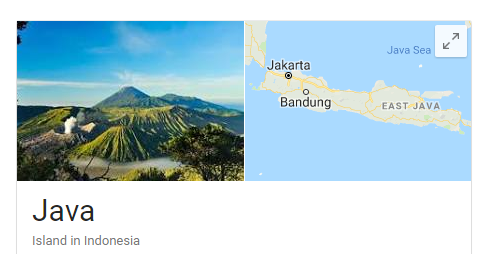 Java Sea
Jakarta
Bandung
EAST JAVA
Java
Island in Indonesia